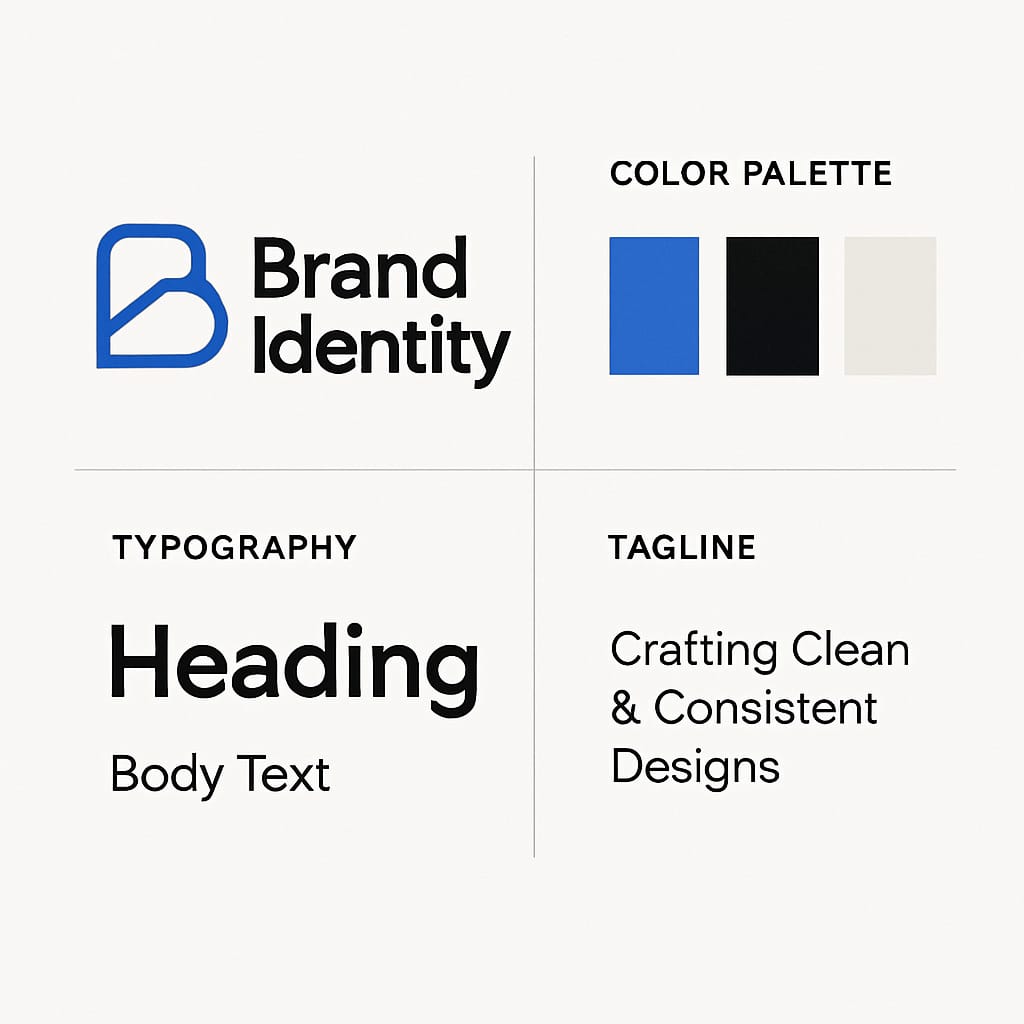 Brand
Identity
COLOR PALETTE
TYPOGRAPHY
Heading
Body Text
TAGLINE
Crafting Clean
& Consistent
Designs